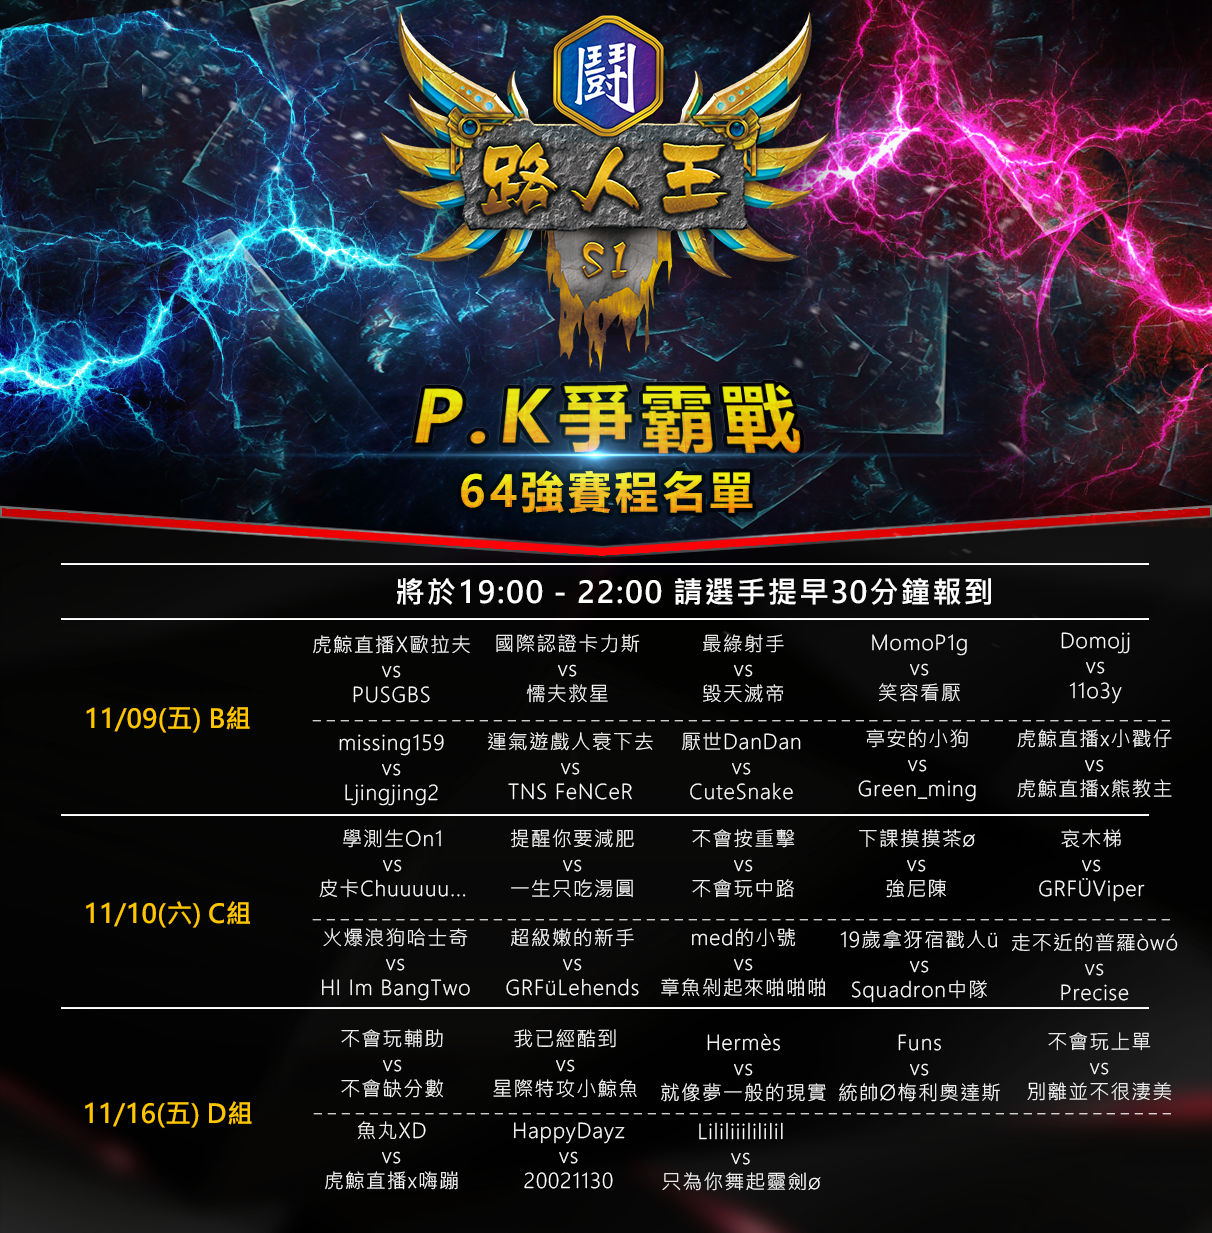 鬪
路人王
S1
P.K爭霸戰
64強賽程名單
將於19:00 - 22:00 請選手提早30分鐘報到
11/09(五) B組
虎鯨直播X歐拉夫 vs PUSGBS
國際認證卡力斯 vs 懦夫救星
最綠射手 vs 毀天滅帝
MomoP1g vs 笑容看厭
Domojj vs 11o3y
missing159 vs Ljingjing2
運氣遊戲人衰下去 vs TNS FeNCeR
厭世DanDan vs CuteSnake
亭安的小狗 vs Green_ming
虎鯨直播x小戳仔 vs 虎鯨直播x熊教主
11/10(六) C組
學測生On1 vs 皮卡Chuuuuu...
提醒你要減肥 vs 一生只吃湯圓
不會按重擊 vs 不會玩中路
下課摸摸茶ø vs 強尼陳
哀木梯 vs GRFÜViper
火爆浪狗哈士奇 vs HI Im BangTwo
超級嫩的新手 vs GRFüLehends
med的小號 vs 章魚剁起來啪啪啪
19歲拿犽宿戳人ü vs Squadron中隊
走不近的普羅òwó vs Precise
11/16(五) D組
不會玩輔助 vs 不會缺分數
我已經酷到 vs 星際特攻小鯨魚
Hermès vs 就像夢一般的現實
Funs vs 統帥Ø梅利奧達斯
不會玩上單 vs 別離並不很淒美
魚丸XD vs 虎鯨直播x嗨蹦
HappyDayz vs 20021130
Lililiiilililil vs 只為你舞起靈劍ø